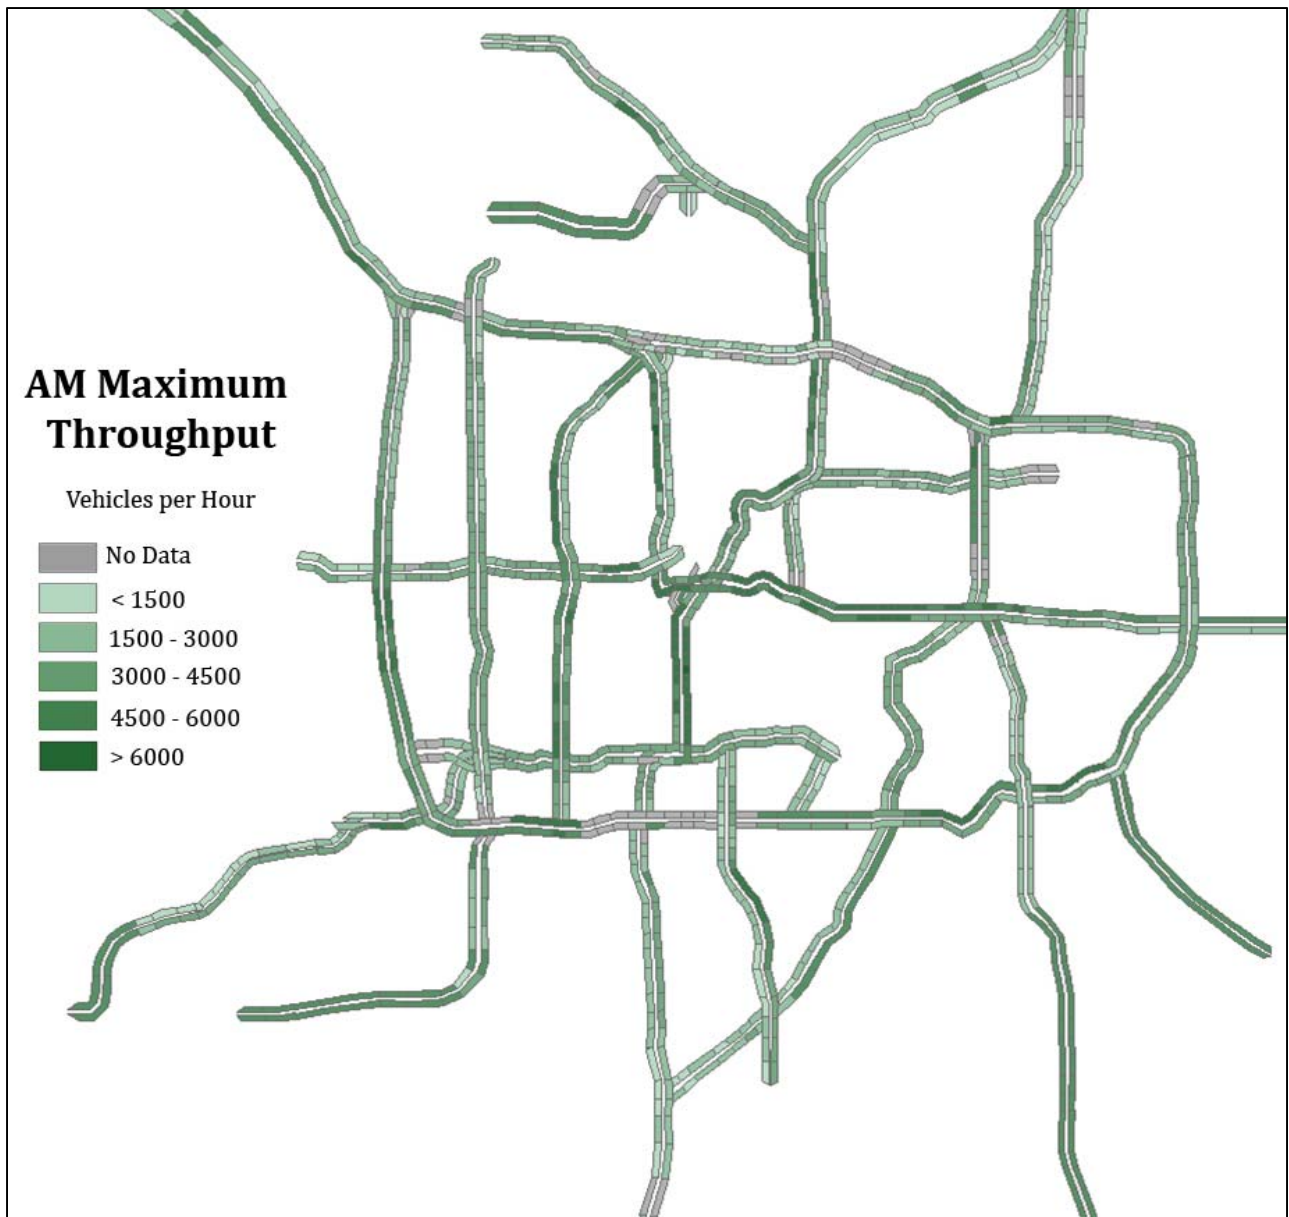 AM Maximum
Throughput
Vehicles per Hour
No Data
< 1500
1500 - 3000
3000 - 4500
4500 - 6000
> 6000